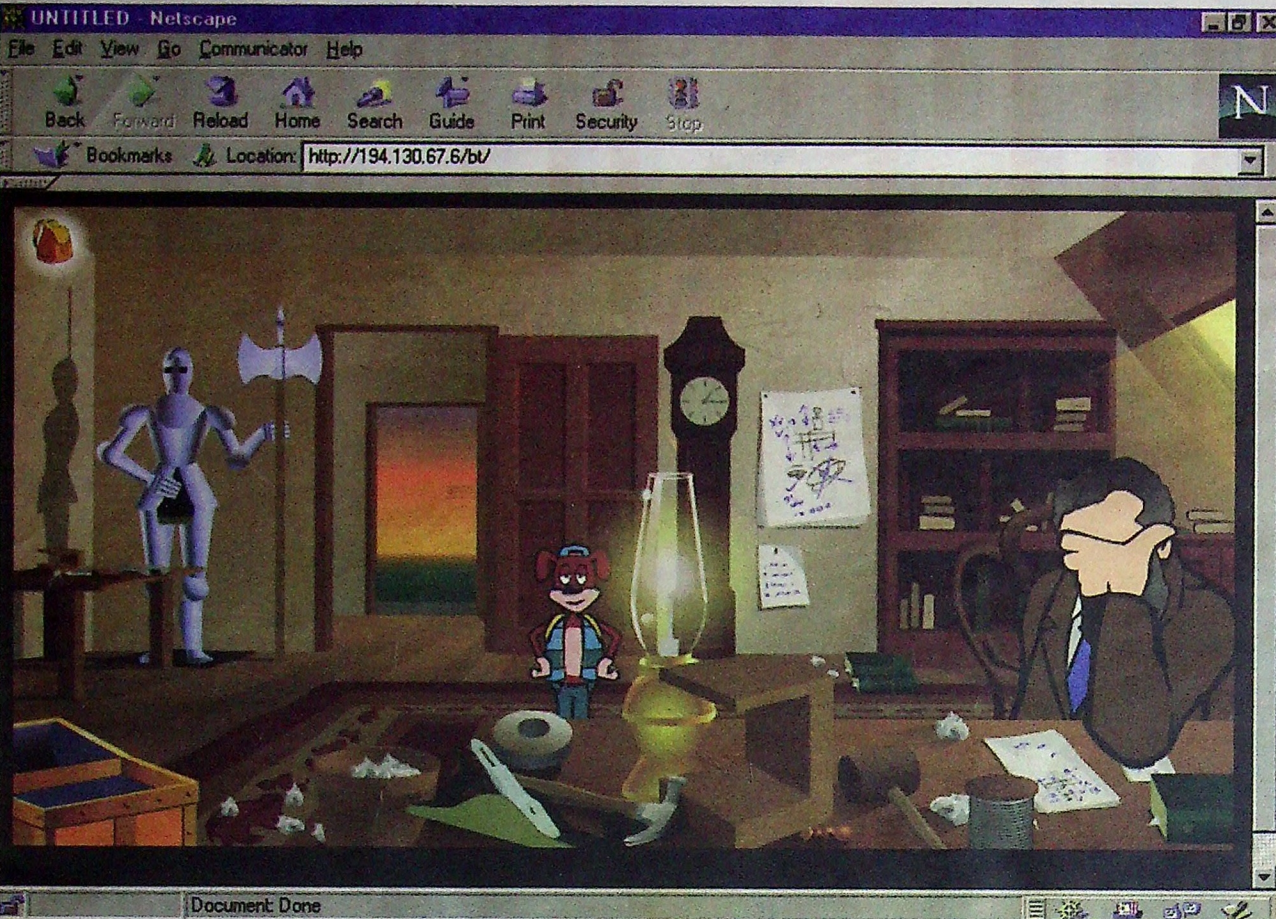 UNTITLED - Netscape
File Edit View Go Communicator Help
Back Forward Reload Home Search Guide Print Security Stop
N
Bookmarks Location: http://194.130.67.6/bt/
Document: Done